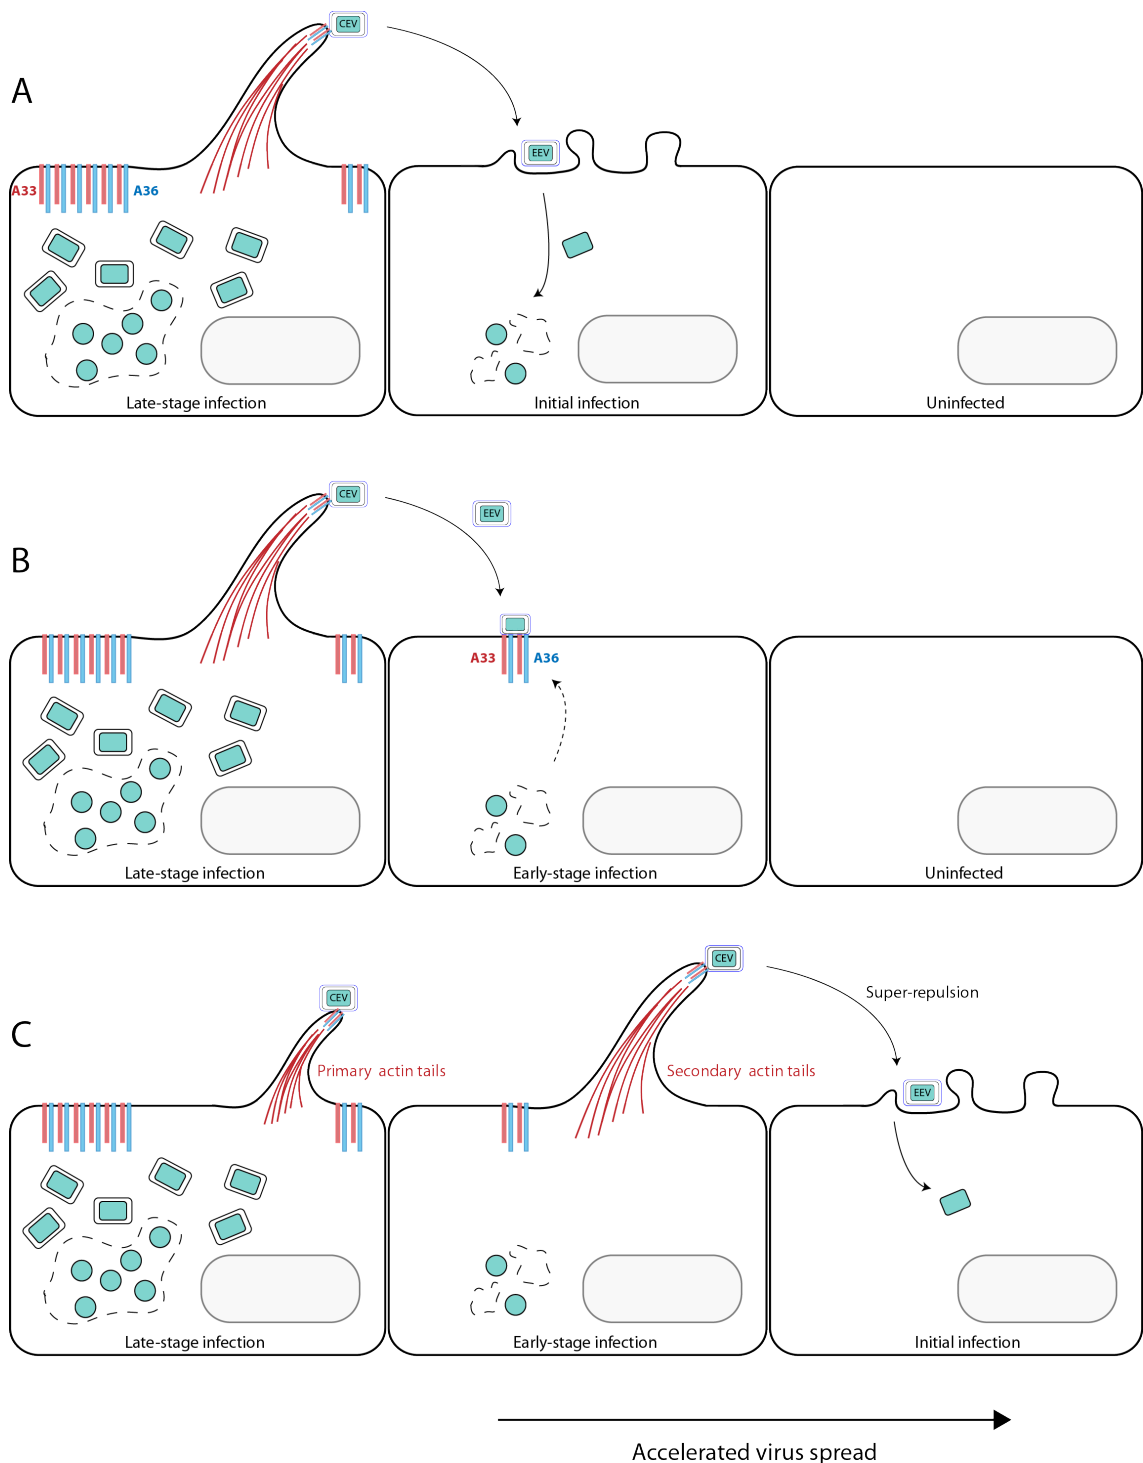 CEV
A
EEV
A33
A36
Late-stage infection
Initial infection
Uninfected
CEV
EEV
B
A33
A36
Late-stage infection
Early-stage infection
Uninfected
CEV
CEV
Super-repulsion
C
Primary actin tails
Secondary actin tails
EEV
Late-stage infection
Early-stage infection
Initial infection
Accelerated virus spread